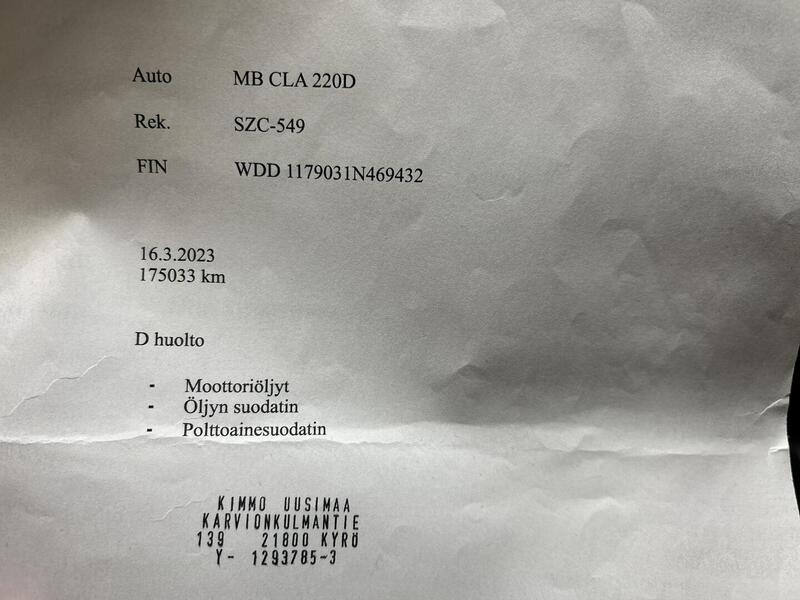 Auto MB CLA 220D
Rek. SZC-549
FIN WDD 1179031N469432
16.3.2023
175033 km
D huolto
- Moottoriöljyt
- Öljyn suodatin
- Polttoainesuodatin
KIMMO UUSIMAA
KARVIONKULMANTIE
139 21800 KYRÖ
Y- 1293785-3